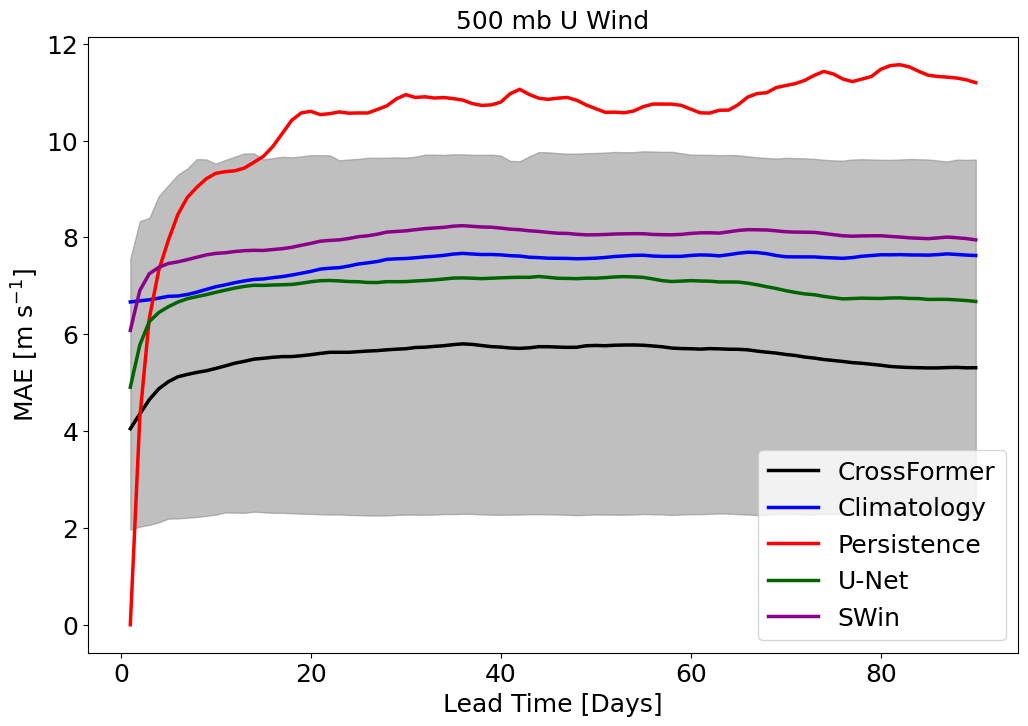 500 mb U Wind
MAE [m s⁻¹]
12
10
8
6
4
2
0
0 20 40 60 80
Lead Time [Days]
CrossFormer
Climatology
Persistence
U-Net
SWin